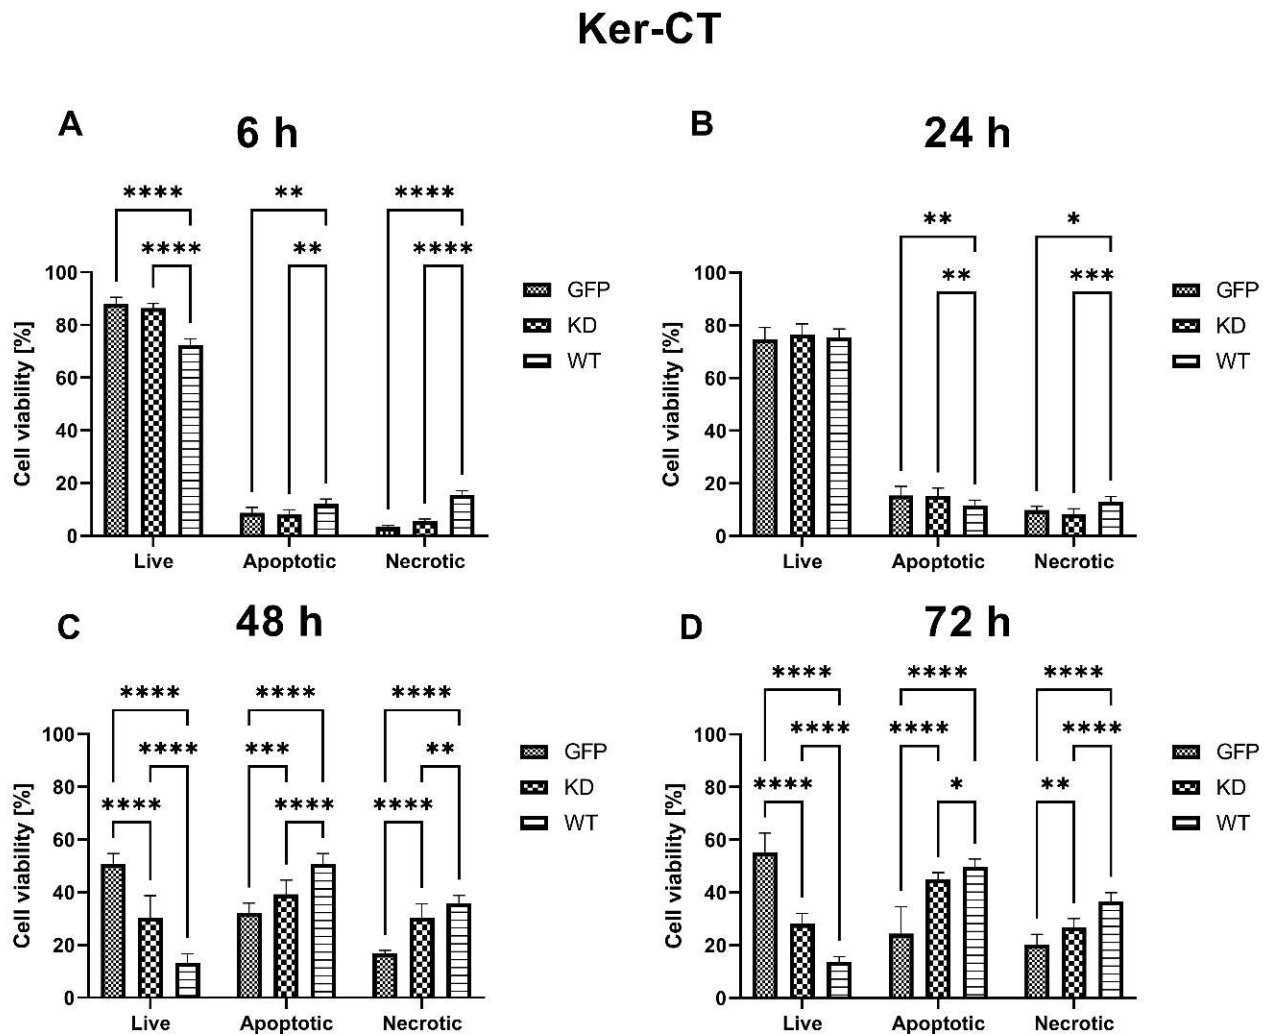 Ker-CT
A
6 h
**** ** ****
**** ** ****
Cell viability [%]
100
80
60
40
20
0
Live Apoptotic Necrotic
GFP
KD
WT
B
24 h
** *
** ***
Cell viability [%]
100
80
60
40
20
0
Live Apoptotic Necrotic
GFP
KD
WT
C
48 h
**** **** ****
**** *** **
**** **** ****
Cell viability [%]
100
80
60
40
20
0
Live Apoptotic Necrotic
GFP
KD
WT
D
72 h
**** **** ****
**** **** ****
**** * **
Cell viability [%]
100
80
60
40
20
0
Live Apoptotic Necrotic
GFP
KD
WT